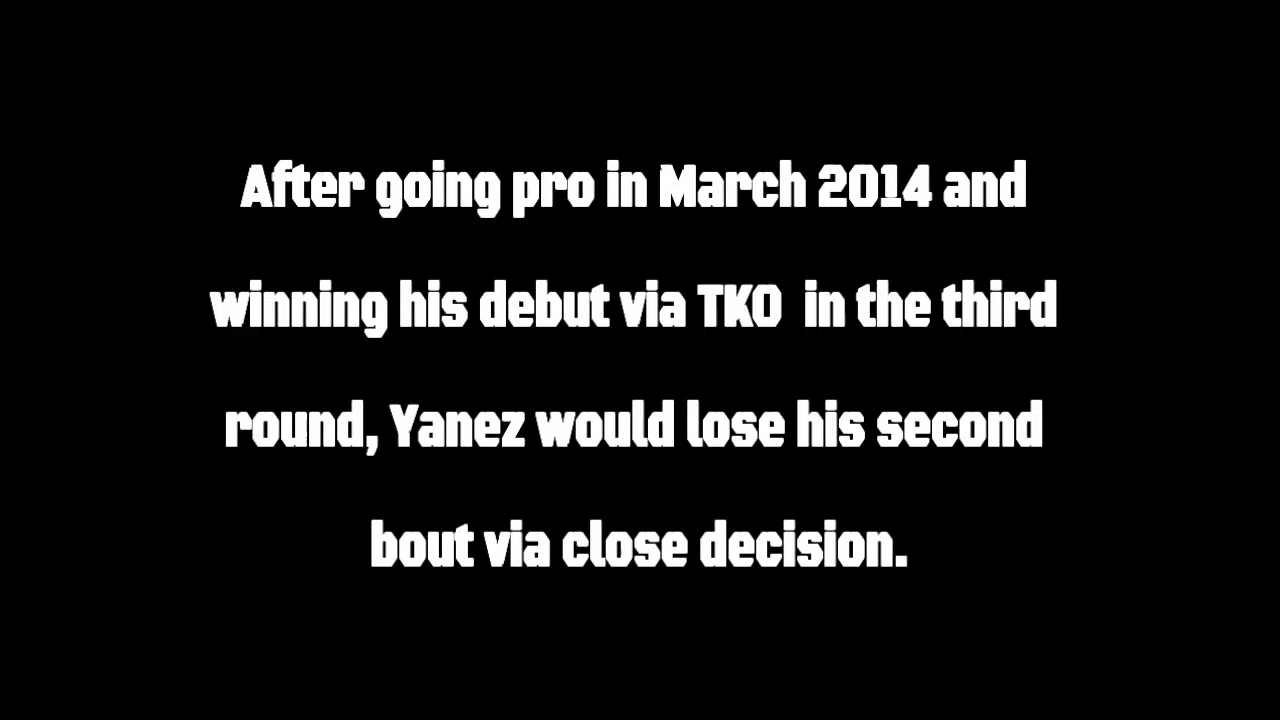 After going pro in March 2014 and
winning his debut via TKO  in the third
round, Yanez would lose his second
bout via close decision.